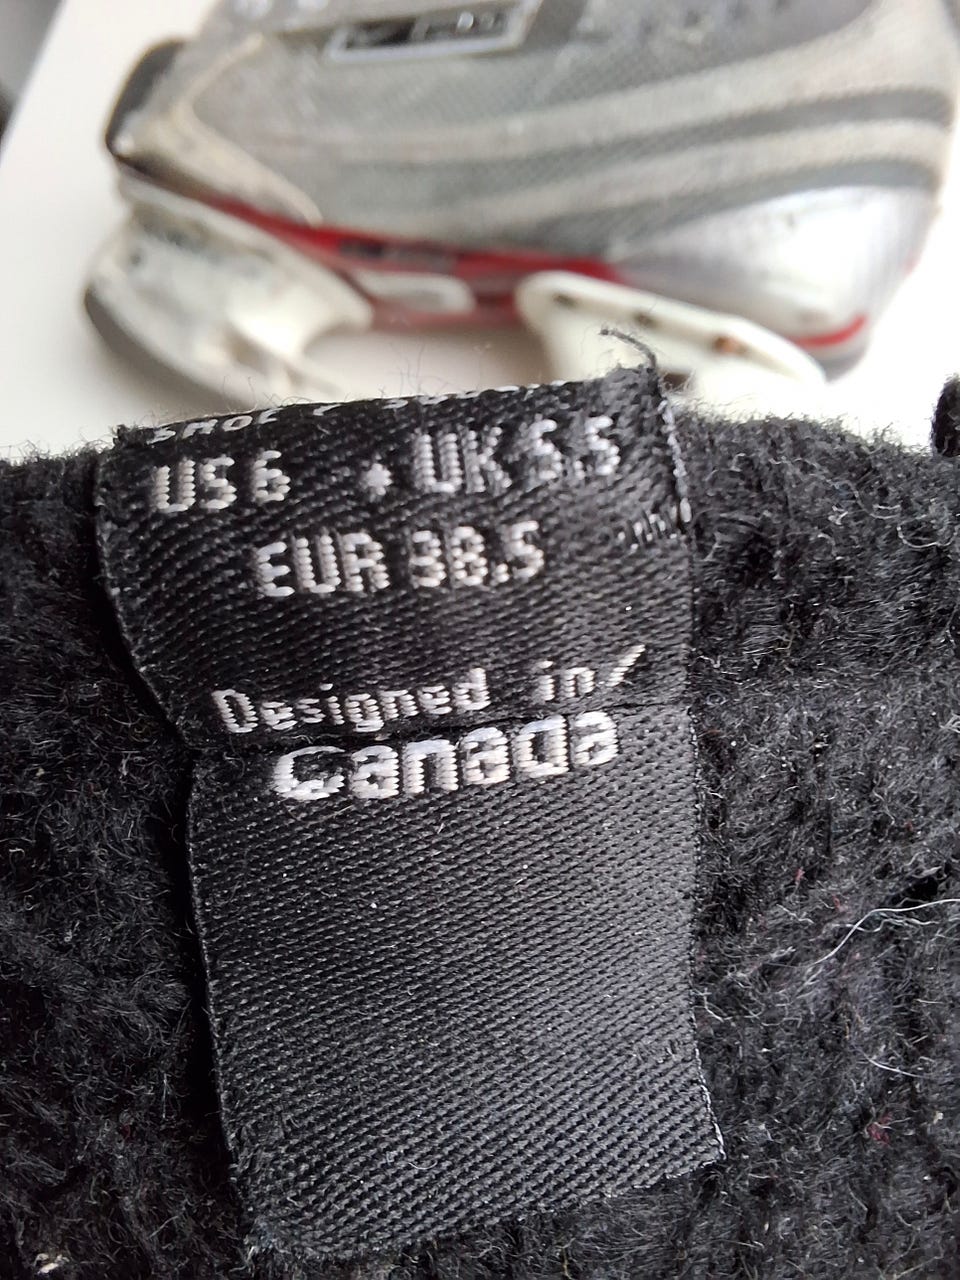 US 6 * UK 5.5
EUR 38.5
Designed in
Canada